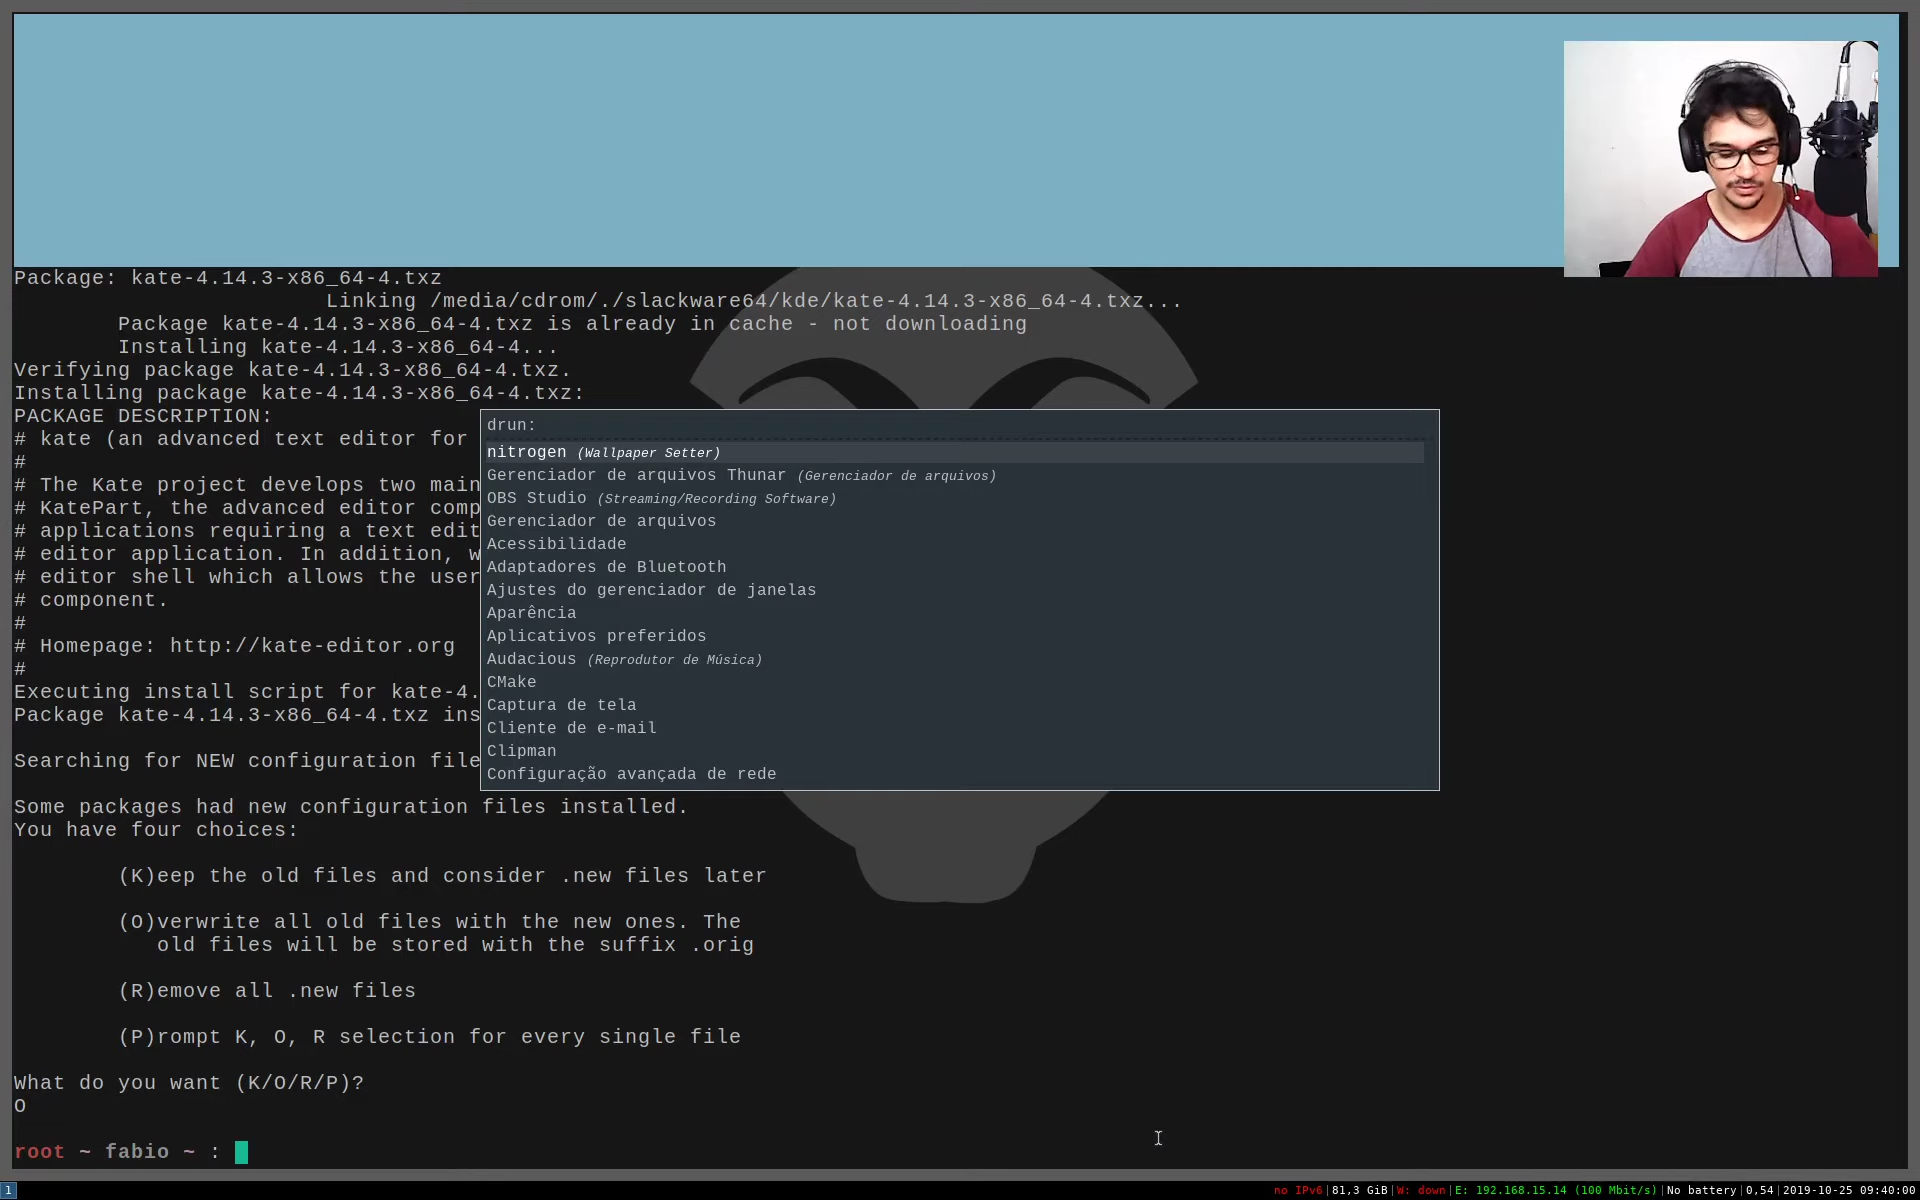 Package: kate-4.14.3-x86_64-4.txz
Linking /media/cdrom/./slackware64/kde/kate-4.14.3-x86_64-4.txz...
Package kate-4.14.3-x86_64-4.txz is already in cache - not downloading
Installing kate-4.14.3-x86_64-4...
Verifying package kate-4.14.3-x86_64-4.txz.
Installing package kate-4.14.3-x86_64-4.txz:
PACKAGE DESCRIPTION:
# kate (an advanced text editor for
#
# The Kate project develops two main
# KatePart, the advanced editor comp
# applications requiring a text edit
# editor application. In addition, w
# editor shell which allows the user
# component.
#
# Homepage: http://kate-editor.org
#
Executing install script for kate-4.
Package kate-4.14.3-x86_64-4.txz ins
Searching for NEW configuration file
Some packages had new configuration files installed.
You have four choices:
(K)eep the old files and consider .new files later
(O)verwrite all old files with the new ones. The
old files will be stored with the suffix .orig
(R)emove all .new files
(P)rompt K, O, R selection for every single file
What do you want (K/O/R/P)?
O
root ~ fabio ~ :
drun:
nitrogen (Wallpaper Setter)
Gerenciador de arquivos Thunar (Gerenciador de arquivos)
OBS Studio (Streaming/Recording Software)
Gerenciador de arquivos
Acessibilidade
Adaptadores de Bluetooth
Ajustes do gerenciador de janelas
Aparência
Aplicativos preferidos
Audacious (Reprodutor de Música)
CMake
Captura de tela
Cliente de e-mail
Clipman
Configuração avançada de rede
1
no IPv6|81,3 GiB|W: down|E: 192.168.15.14 (100 Mbit/s)|No battery|0,54|2019-10-25 09:40:00